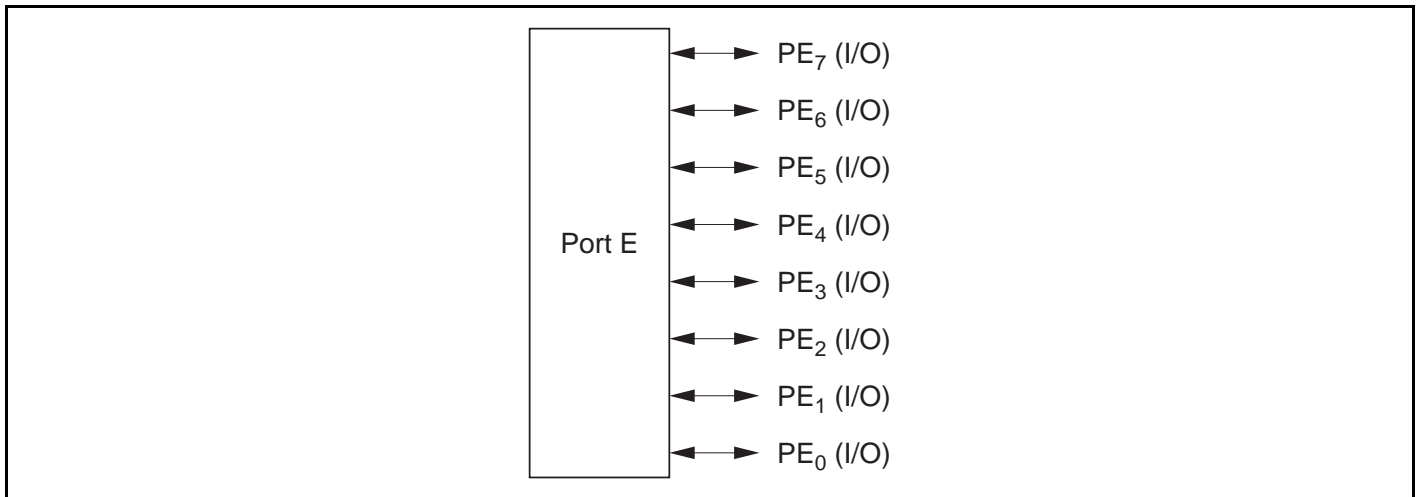 PE₇ (I/O)
PE₆ (I/O)
PE₅ (I/O)
PE₄ (I/O)
Port E
PE₃ (I/O)
PE₂ (I/O)
PE₁ (I/O)
PE₀ (I/O)